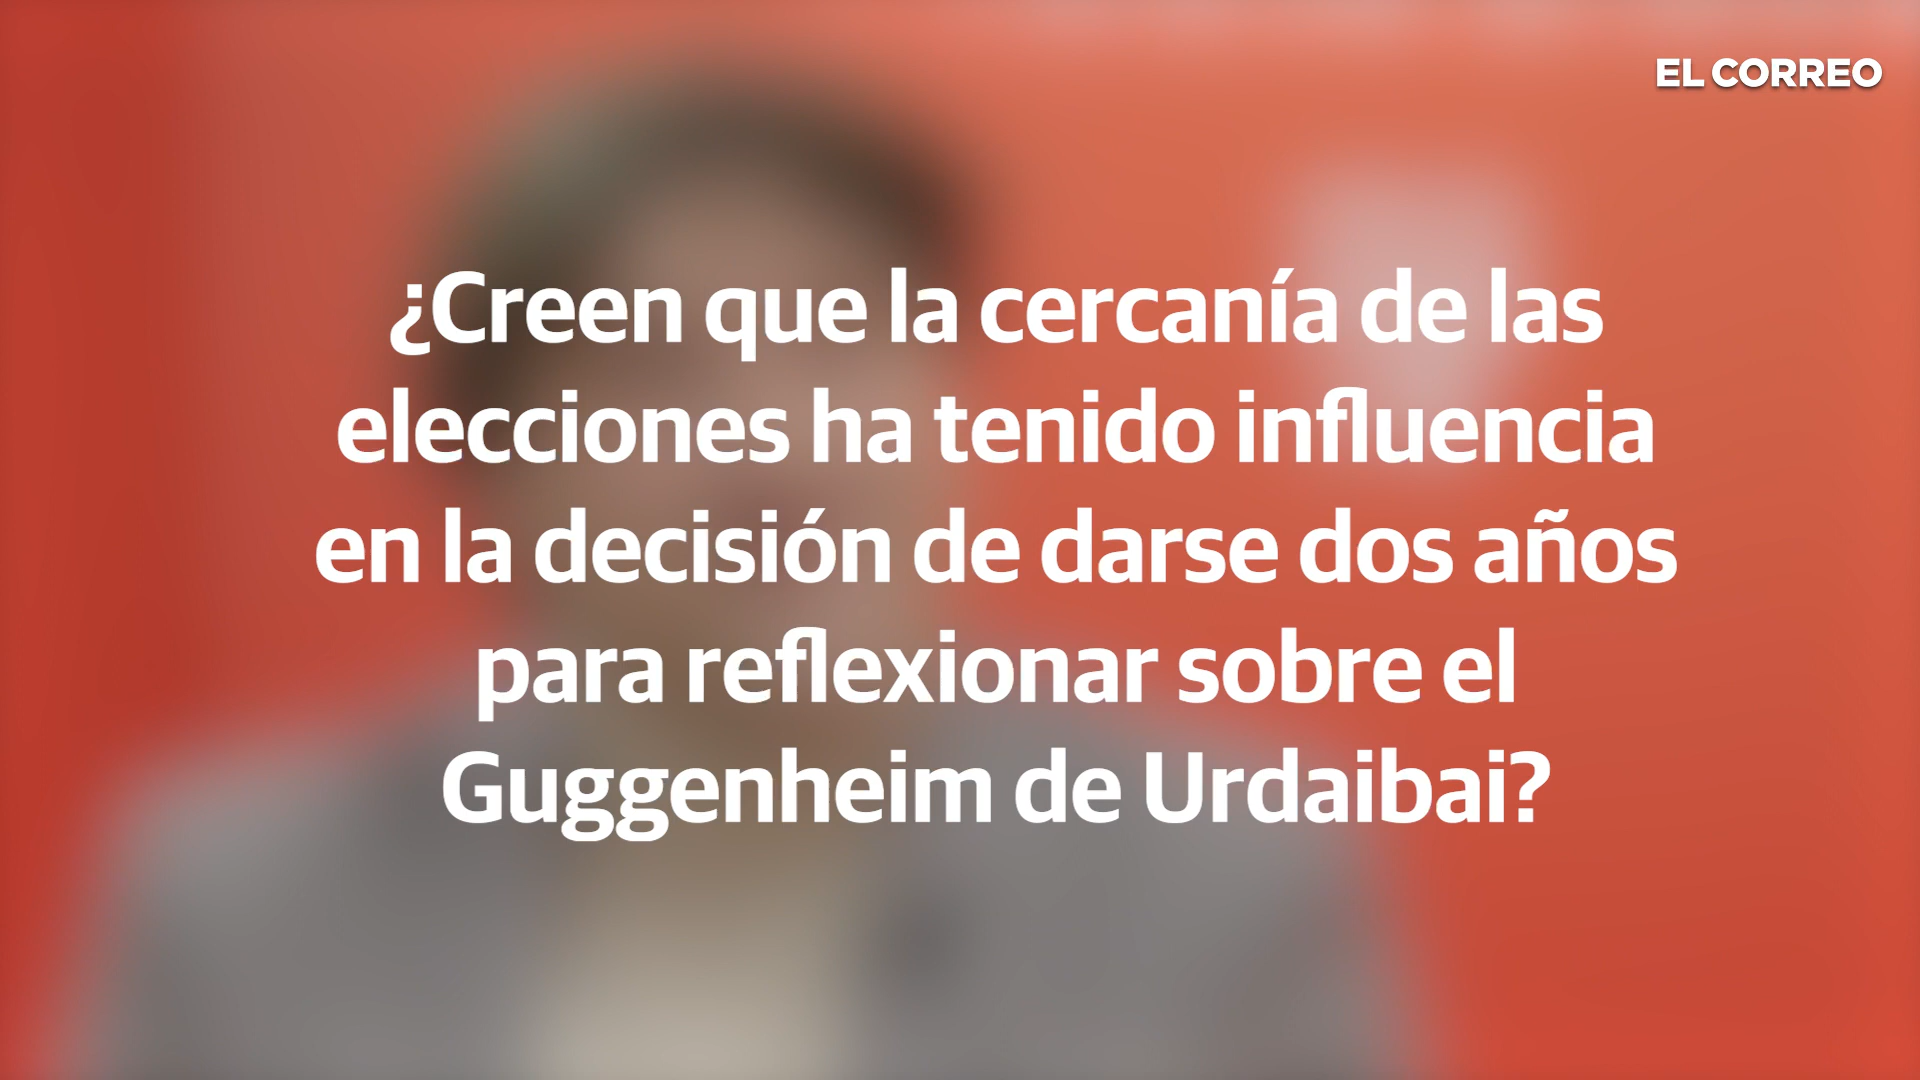 EL CORREO
¿Creen que la cercanía de las
elecciones ha tenido influencia
en la decisión de darse dos años
para reflexionar sobre el
Guggenheim de Urdaibai?